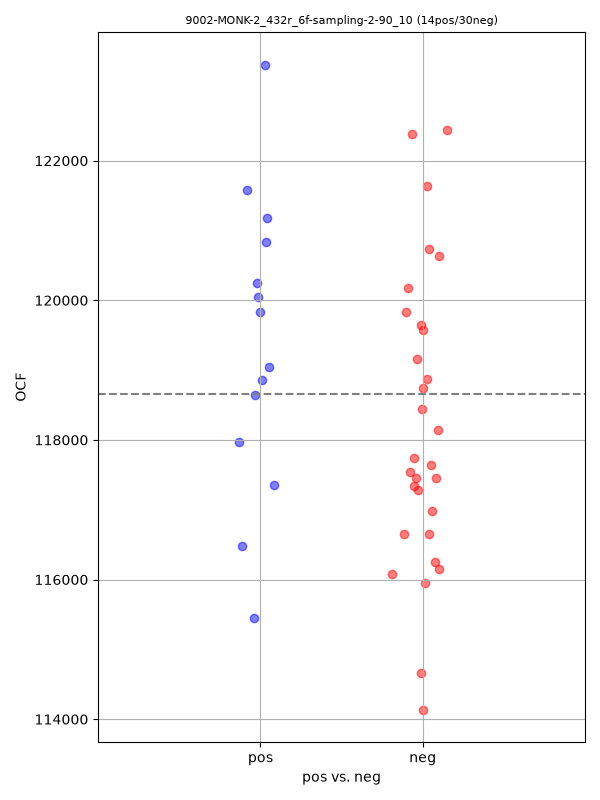 9002-MONK-2_432r_6f-sampling-2-90_10 (14pos/30neg)
122000
120000
118000
116000
114000
OCF
pos
neg
pos vs. neg